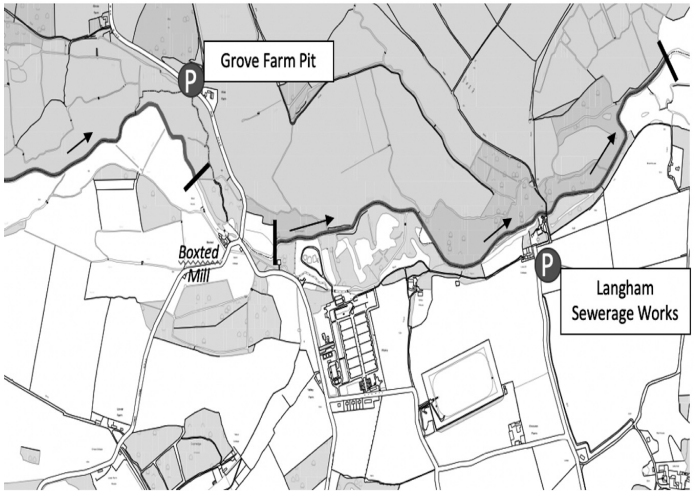 P
Grove Farm Pit
Boxted
Mill
P
Langham
Sewerage Works